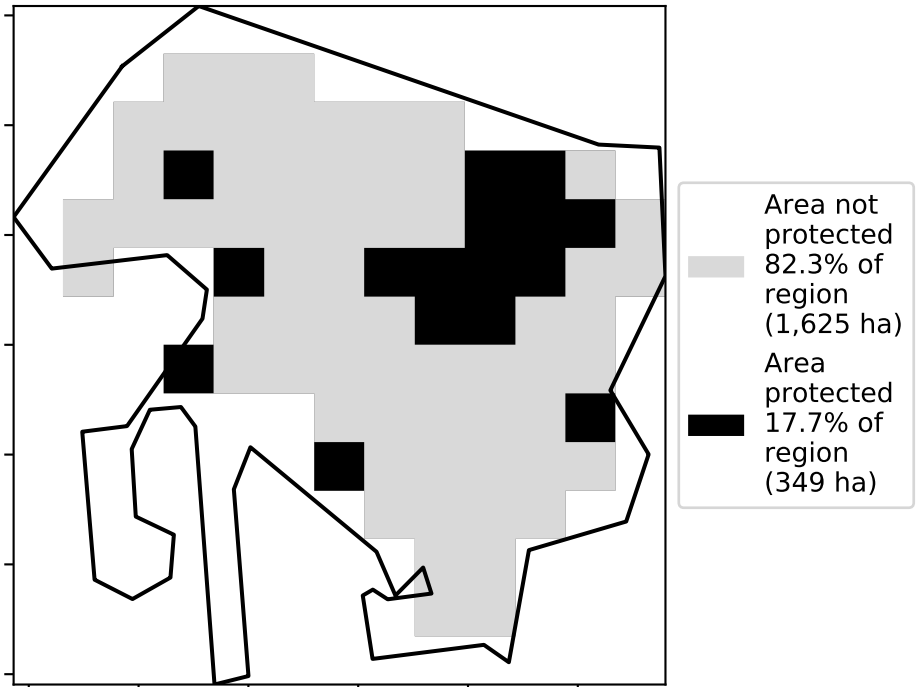 Area not
protected
82.3% of
region
(1,625 ha)
Area
protected
17.7% of
region
(349 ha)